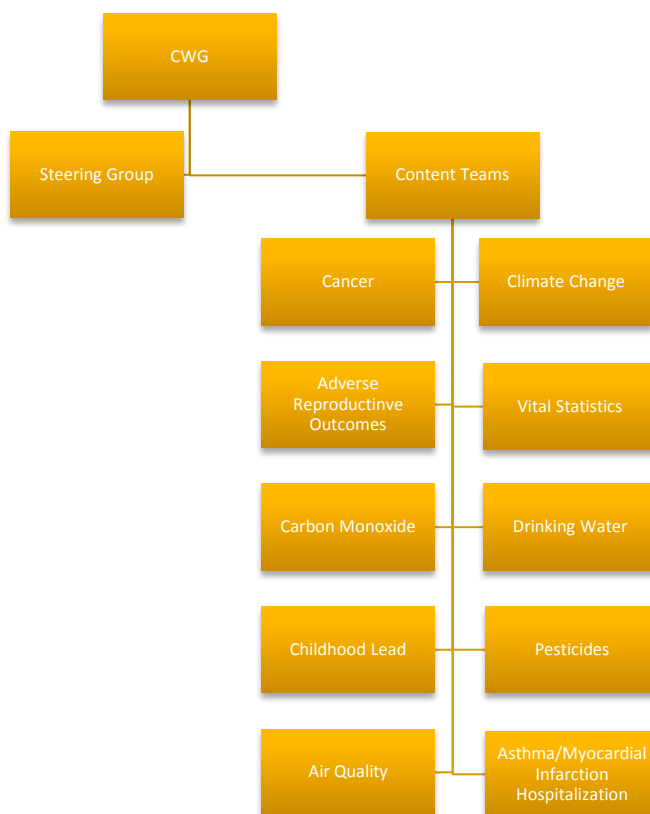 CWG
Steering Group
Content Teams
Cancer
Climate Change
Adverse
Reproductinve
Outcomes
Vital Statistics
Carbon Monoxide
Drinking Water
Childhood Lead
Pesticides
Air Quality
Asthma/Myocardial
Infarction
Hospitalization